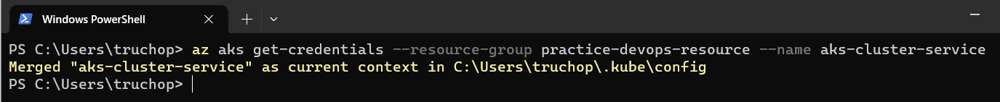 Windows PowerShell
PS C:\Users\truchop> az aks get-credentials --resource-group practice-devops-resource --name aks-cluster-service
Merged "aks-cluster-service" as current context in C:\Users\truchop\.kube\config
PS C:\Users\truchop>